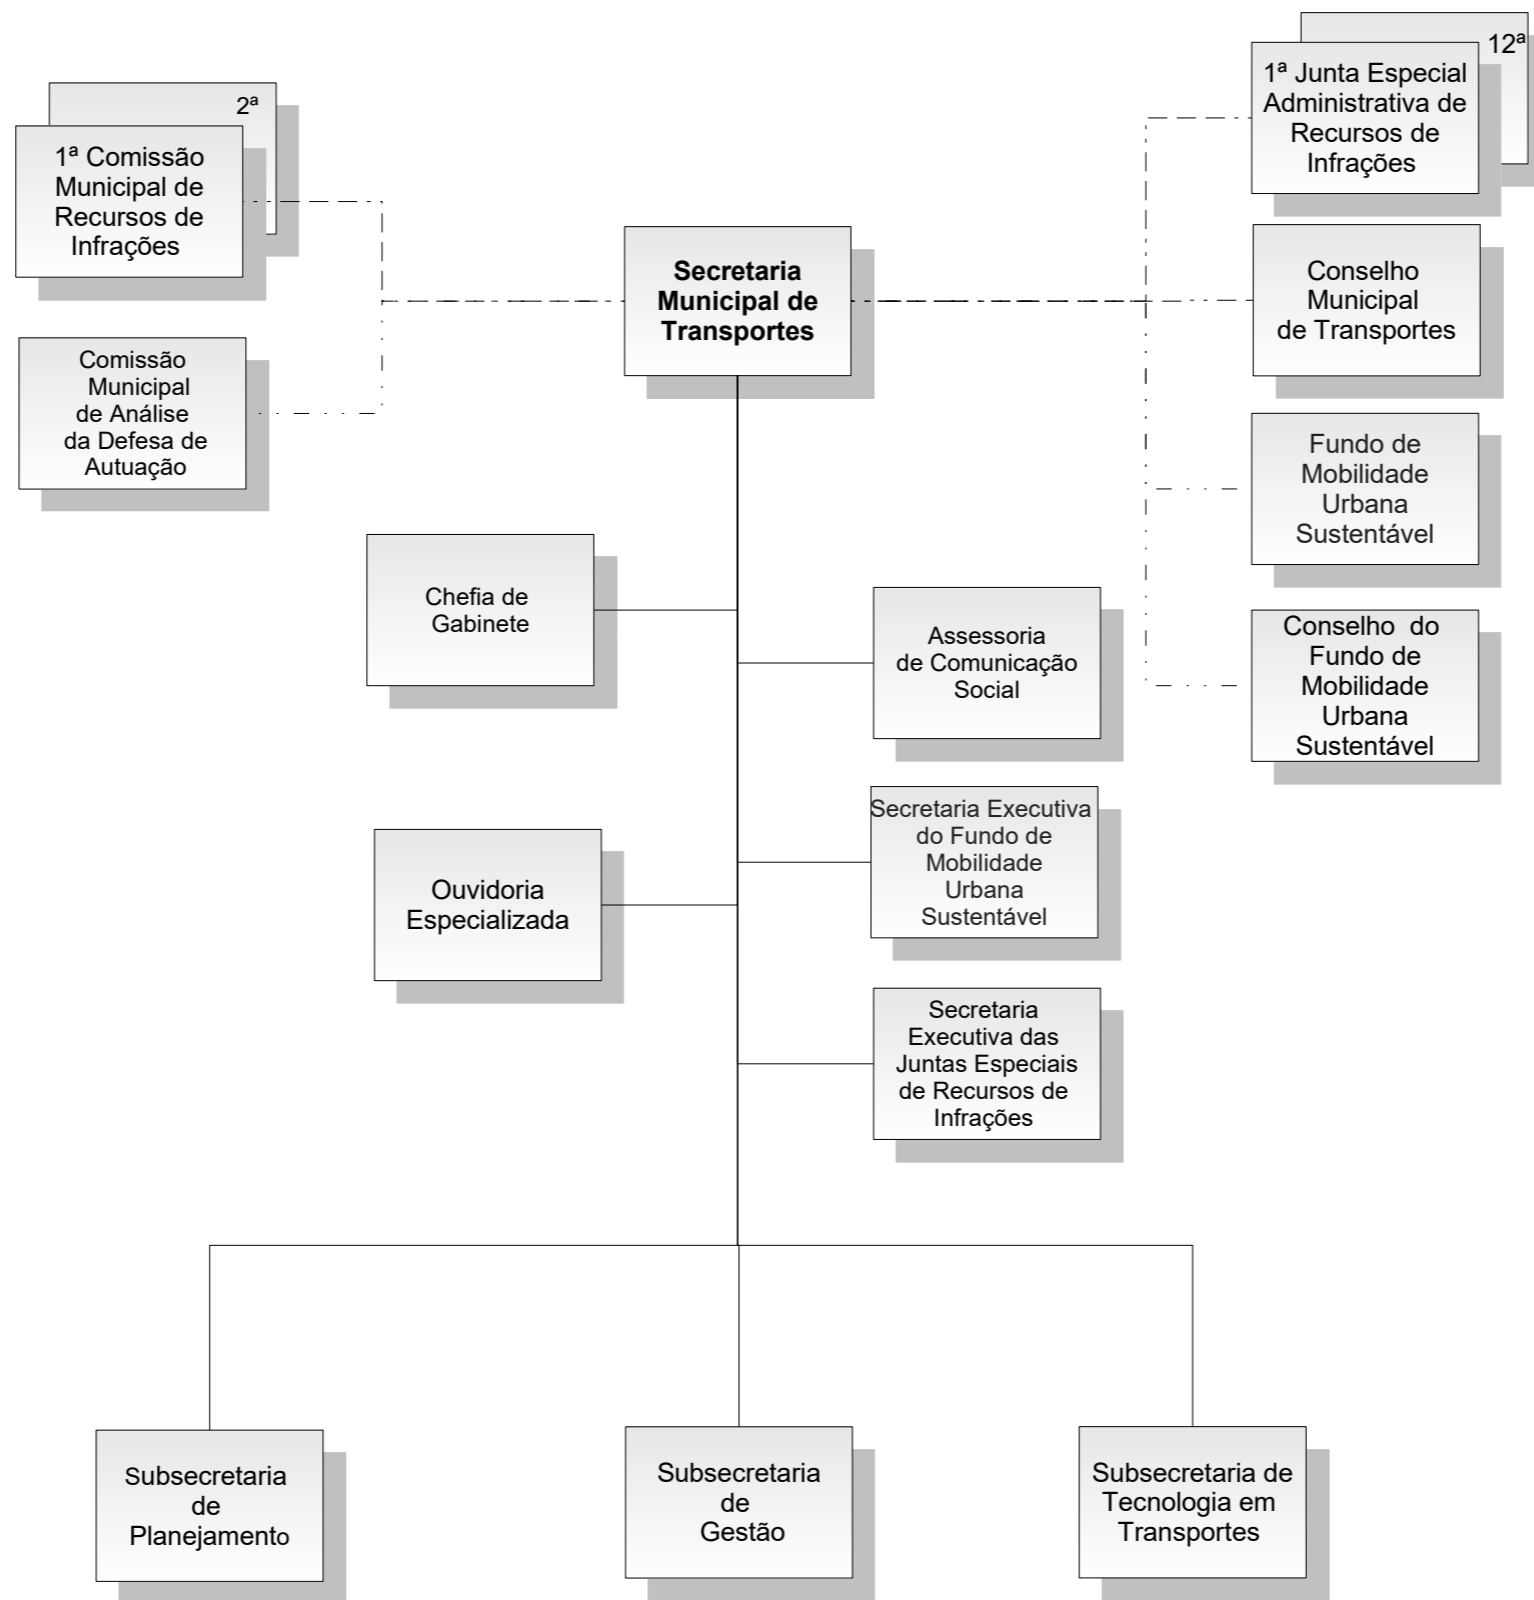 12ª
1ª Junta Especial
Administrativa de
Recursos de
Infrações
2ª
1ª Comissão
Municipal de
Recursos de
Infrações
Secretaria
Municipal de
Transportes
Conselho
Municipal
de Transportes
Comissão
Municipal
de Análise
da Defesa de
Autuação
Fundo de
Mobilidade
Urbana
Sustentável
Chefia de
Gabinete
Assessoria
de Comunicação
Social
Conselho  do
Fundo de
Mobilidade
Urbana
Sustentável
Secretaria Executiva
do Fundo de
Mobilidade
Urbana
Sustentável
Ouvidoria
Especializada
Secretaria
Executiva das
Juntas Especiais
de Recursos de
Infrações
Subsecretaria
de
Planejamento
Subsecretaria
de
Gestão
Subsecretaria de
Tecnologia em
Transportes